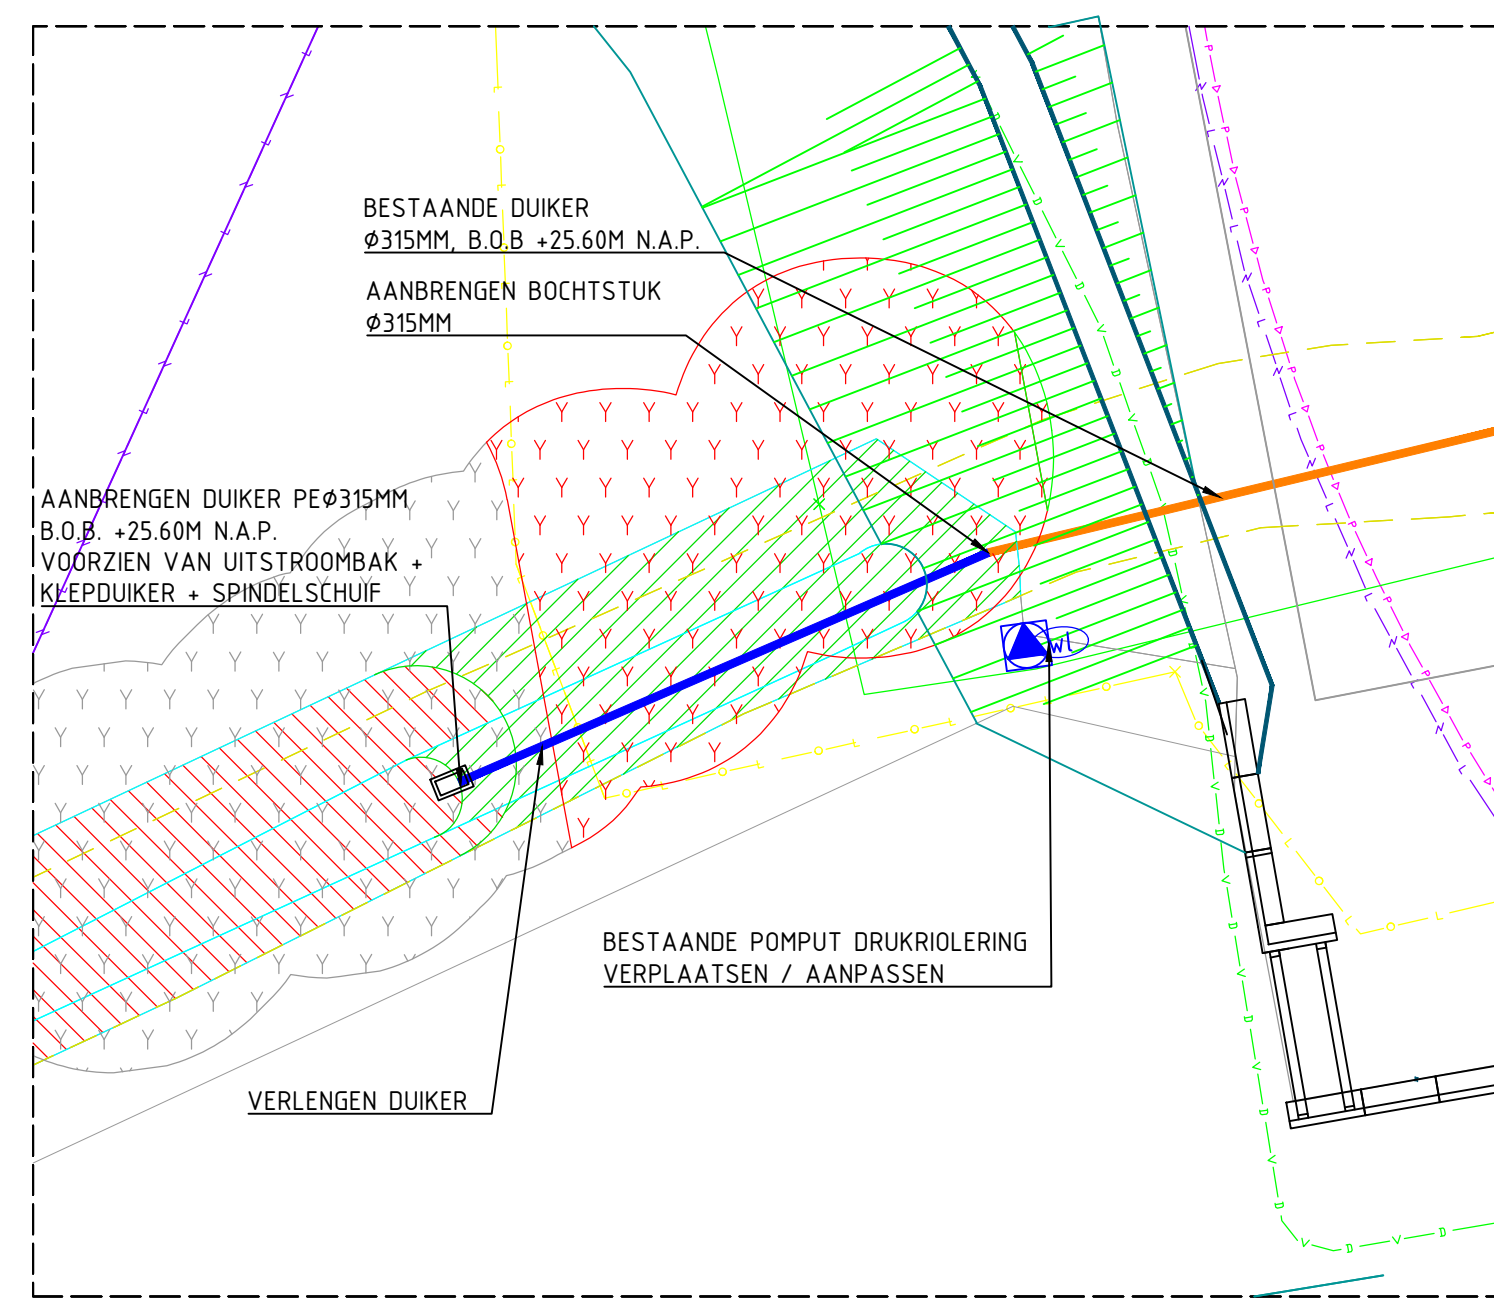 BESTAANDE DUIKER
Ø315MM, B.O.B +25.60M N.A.P.
AANBRENGEN BOCHTSTUK
Ø315MM
AANBRENGEN DUIKER PEØ315MM
B.O.B. +25.60M N.A.P.
VOORZIEN VAN UITSTROOMBAK +
KLEPDUIKER + SPINDELSCHUIF
wl
BESTAANDE POMPUT DRUKRIOLERING
VERPLAATSEN / AANPASSEN
VERLENGEN DUIKER